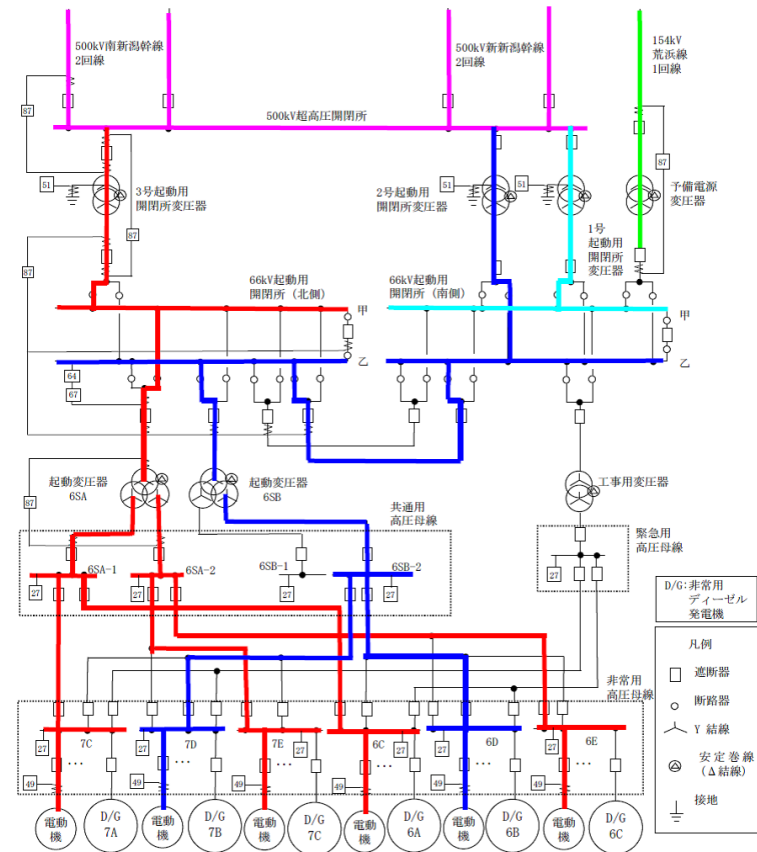 500kV南新潟幹線
2回線
500kV新新潟幹線
2回線
154kV
荒浜線
1回線
87
500kV超高圧開閉所
87
51
3号起動用
開閉所変圧器
2号起動用
開閉所変圧器
51
51
予備電源
変圧器
1号
起動用
開閉所
変圧器
87
87
66kV起動用
開閉所（北側）
66kV起動用
開閉所（南側）
甲
甲
乙
乙
64
67
起動変圧器
6SA
起動変圧器
6SB
工事用変圧器
87
共通用
高圧母線
緊急用
高圧母線
6SA-1
6SA-2
6SB-1
6SB-2
27
27
27
27
27
D/G:非常用
ディーゼル
発電機
凡例
遮断器
断路器
Y 結線
安定巻線
(Δ結線)
接地
非常用
高圧母線
7C
7D
7E
6C
6D
6E
27
27
27
27
27
27
…
…
…
…
…
…
49
49
49
49
49
49
電動
機
D/G
7A
電動
機
D/G
7B
電動
機
D/G
7C
電動
機
D/G
6A
電動
機
D/G
6B
電動
機
D/G
6C